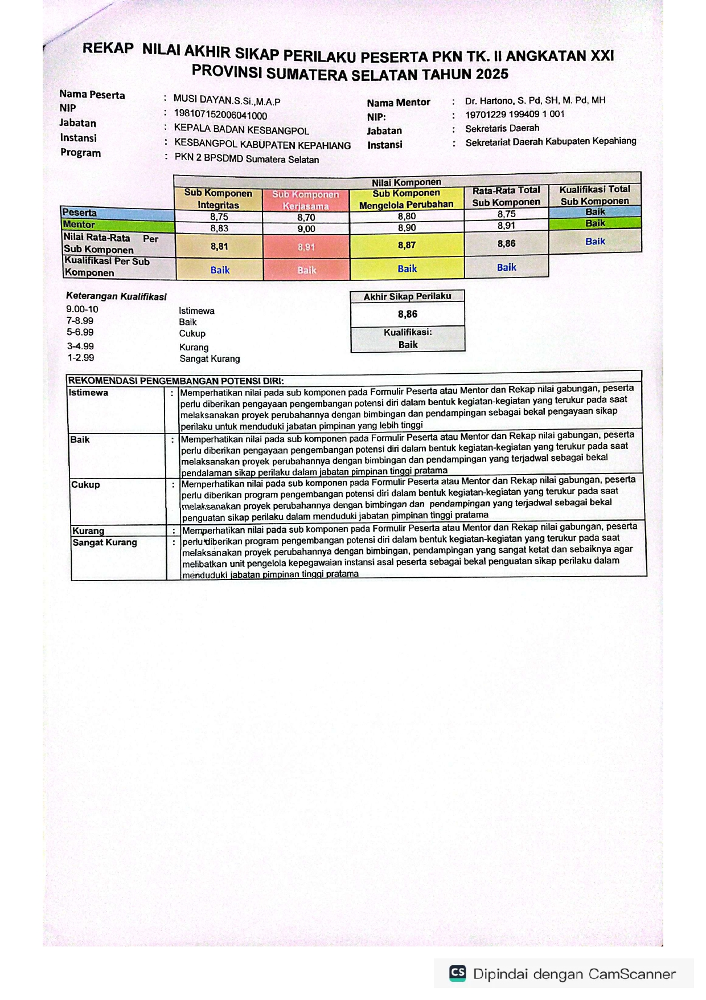 REKAP NILAI AKHIR SIKAP PERILAKU PESERTA PKN TK. II ANGKATAN XXI
PROVINSI SUMATERA SELATAN TAHUN 2025
Nama Peserta : MUSI DAYAN.S.Si.,M.A.P
NIP : 198107152006041000
Jabatan : KEPALA BADAN KESBANGPOL
Instansi : KESBANGPOL KABUPATEN KEPAHIANG
Program : PKN 2 BPSDMD Sumatera Selatan
Nama Mentor : Dr. Hartono, S. Pd, SH, M. Pd, MH
NIP: : 19701229 199409 1 001
Jabatan : Sekretaris Daerah
Instansi : Sekretariat Daerah Kabupaten Kepahiang
Nilai Komponen
Sub Komponen Integritas
Sub Komponen Kerjasama
Sub Komponen Mengelola Perubahan
Rata-Rata Total Sub Komponen
Kualifikasi Total Sub Komponen
Peserta 8,75 8,70 8,80 8,75 Baik
Mentor 8,83 9,00 8,90 8,91 Baik
Nilai Rata-Rata Per Sub Komponen 8,81 8,91 8,87 8,86 Baik
Kualifikasi Per Sub Komponen Baik Baik Baik Baik
Keterangan Kualifikasi
9.00-10 Istimewa
7-8.99 Baik
5-6.99 Cukup
3-4.99 Kurang
1-2.99 Sangat Kurang
Akhir Sikap Perilaku
8,86
Kualifikasi:
Baik
REKOMENDASI PENGEMBANGAN POTENSI DIRI:
Istimewa : Memperhatikan nilai pada sub komponen pada Formulir Peserta atau Mentor dan Rekap nilai gabungan, peserta
perlu diberikan pengayaan pengembangan potensi diri dalam bentuk kegiatan-kegiatan yang terukur pada saat
melaksanakan proyek perubahannya dengan bimbingan dan pendampingan sebagai bekal pengayaan sikap
perilaku untuk menduduki jabatan pimpinan yang lebih tinggi
Baik : Memperhatikan nilai pada sub komponen pada Formulir Peserta atau Mentor dan Rekap nilai gabungan, peserta
perlu diberikan pengayaan pengembangan potensi diri dalam bentuk kegiatan-kegiatan yang terukur pada saat
melaksanakan proyek perubahannya dengan bimbingan dan pendampingan yang terjadwal sebagai bekal
pendalaman sikap perilaku dalam jabatan pimpinan tinggi pratama
Cukup : Memperhatikan nilai pada sub komponen pada Formulir Peserta atau Mentor dan Rekap nilai gabungan, peserta
perlu diberikan program pengembangan potensi diri dalam bentuk kegiatan-kegiatan yang terukur pada saat
melaksanakan proyek perubahannya dengan bimbingan dan pendampingan yang terjadwal sebagai bekal
penguatan sikap perilaku dalam menduduki jabatan pimpinan tinggi pratama
Kurang : Memperhatikan nilai pada sub komponen pada Formulir Peserta atau Mentor dan Rekap nilai gabungan, peserta
Sangat Kurang : perlu diberikan program pengembangan potensi diri dalam bentuk kegiatan-kegiatan yang terukur pada saat
melaksanakan proyek perubahannya dengan bimbingan, pendampingan yang sangat ketat dan sebaiknya agar
melibatkan unit pengelola kepegawaian instansi asal peserta sebagai bekal penguatan sikap perilaku dalam
menduduki jabatan pimpinan tinggi pratama
CS Dipindai dengan CamScanner